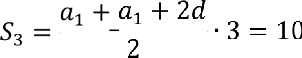 S₃ = (a₁ + a₁ + 2d)/2 · 3 = 10